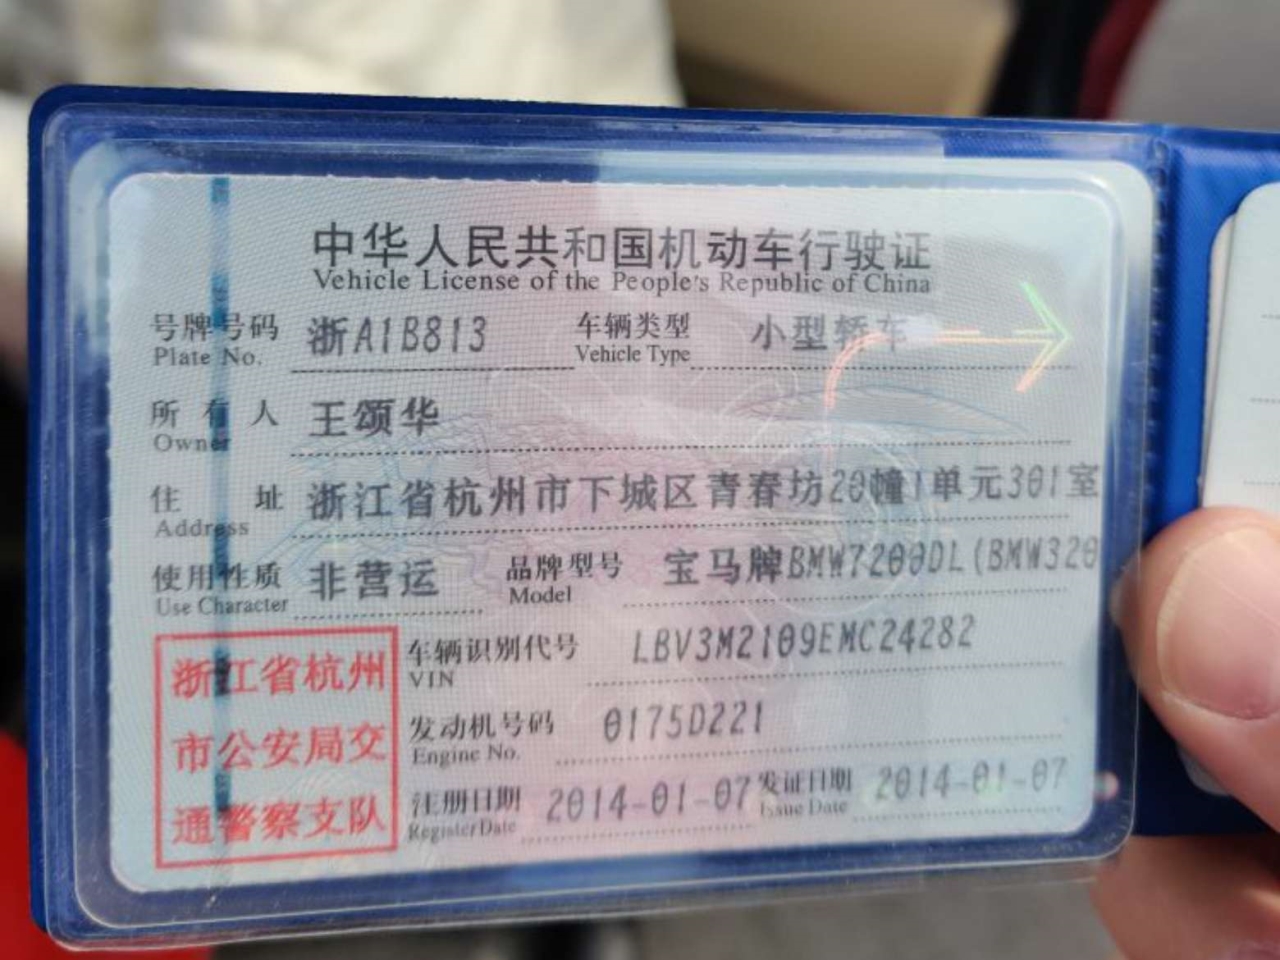 中华人民共和国机动车行驶证
Vehicle License of the People's Republic of China
号牌号码 浙A1B813 车辆类型 小型轿车
Plate No. Vehicle Type
所有人 王颂华
Owner
住址 浙江省杭州市下城区青春坊20幢1单元301室
Address
使用性质 非营运 品牌型号 宝马牌BMW7200DL(BMW320
Use Character Model
浙江省杭州
市公安局交
通警察支队
车辆识别代号 LBV3M2109EMC24282
VIN
发动机号码 0175D221
Engine No.
注册日期 2014-01-07 发证日期 2014-01-07
Register Date Issue Date